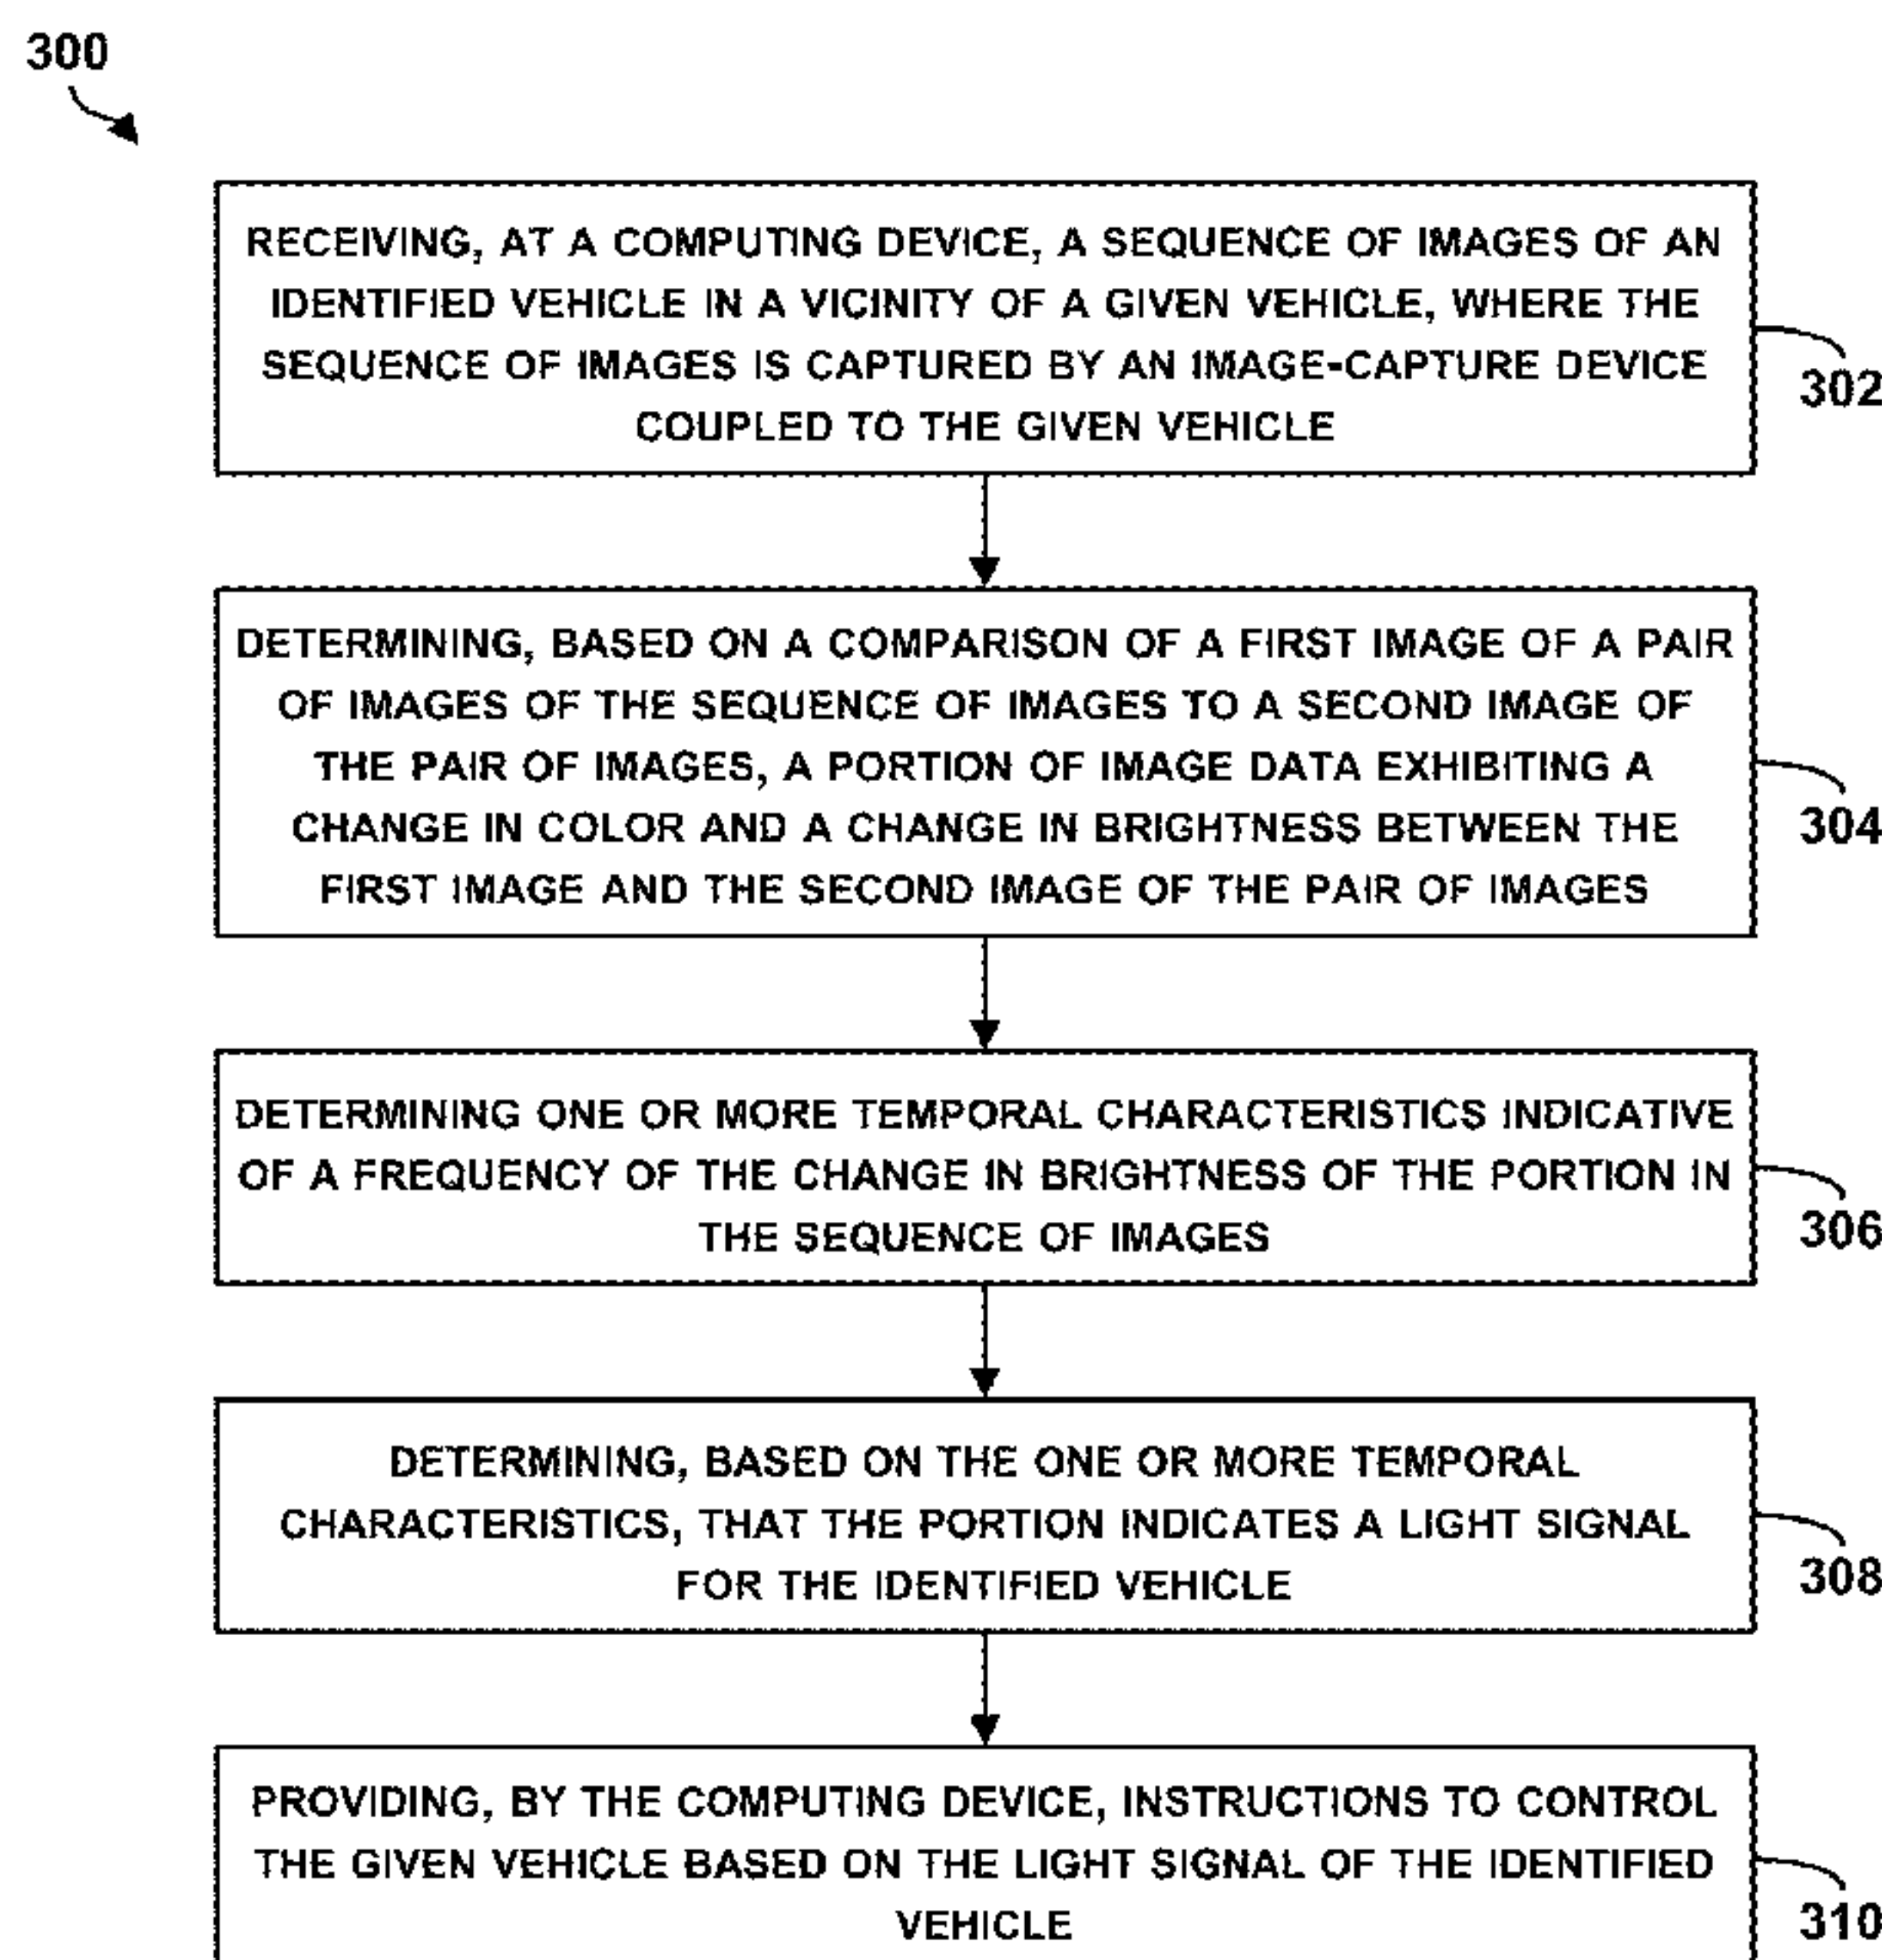 300
RECEIVING, AT A COMPUTING DEVICE, A SEQUENCE OF IMAGES OF AN
IDENTIFIED VEHICLE IN A VICINITY OF A GIVEN VEHICLE, WHERE THE
SEQUENCE OF IMAGES IS CAPTURED BY AN IMAGE-CAPTURE DEVICE
COUPLED TO THE GIVEN VEHICLE
302
DETERMINING, BASED ON A COMPARISON OF A FIRST IMAGE OF A PAIR
OF IMAGES OF THE SEQUENCE OF IMAGES TO A SECOND IMAGE OF
THE PAIR OF IMAGES, A PORTION OF IMAGE DATA EXHIBITING A
CHANGE IN COLOR AND A CHANGE IN BRIGHTNESS BETWEEN THE
FIRST IMAGE AND THE SECOND IMAGE OF THE PAIR OF IMAGES
304
DETERMINING ONE OR MORE TEMPORAL CHARACTERISTICS INDICATIVE
OF A FREQUENCY OF THE CHANGE IN BRIGHTNESS OF THE PORTION IN
THE SEQUENCE OF IMAGES
306
DETERMINING, BASED ON THE ONE OR MORE TEMPORAL
CHARACTERISTICS, THAT THE PORTION INDICATES A LIGHT SIGNAL
FOR THE IDENTIFIED VEHICLE
308
PROVIDING, BY THE COMPUTING DEVICE, INSTRUCTIONS TO CONTROL
THE GIVEN VEHICLE BASED ON THE LIGHT SIGNAL OF THE IDENTIFIED
VEHICLE
310